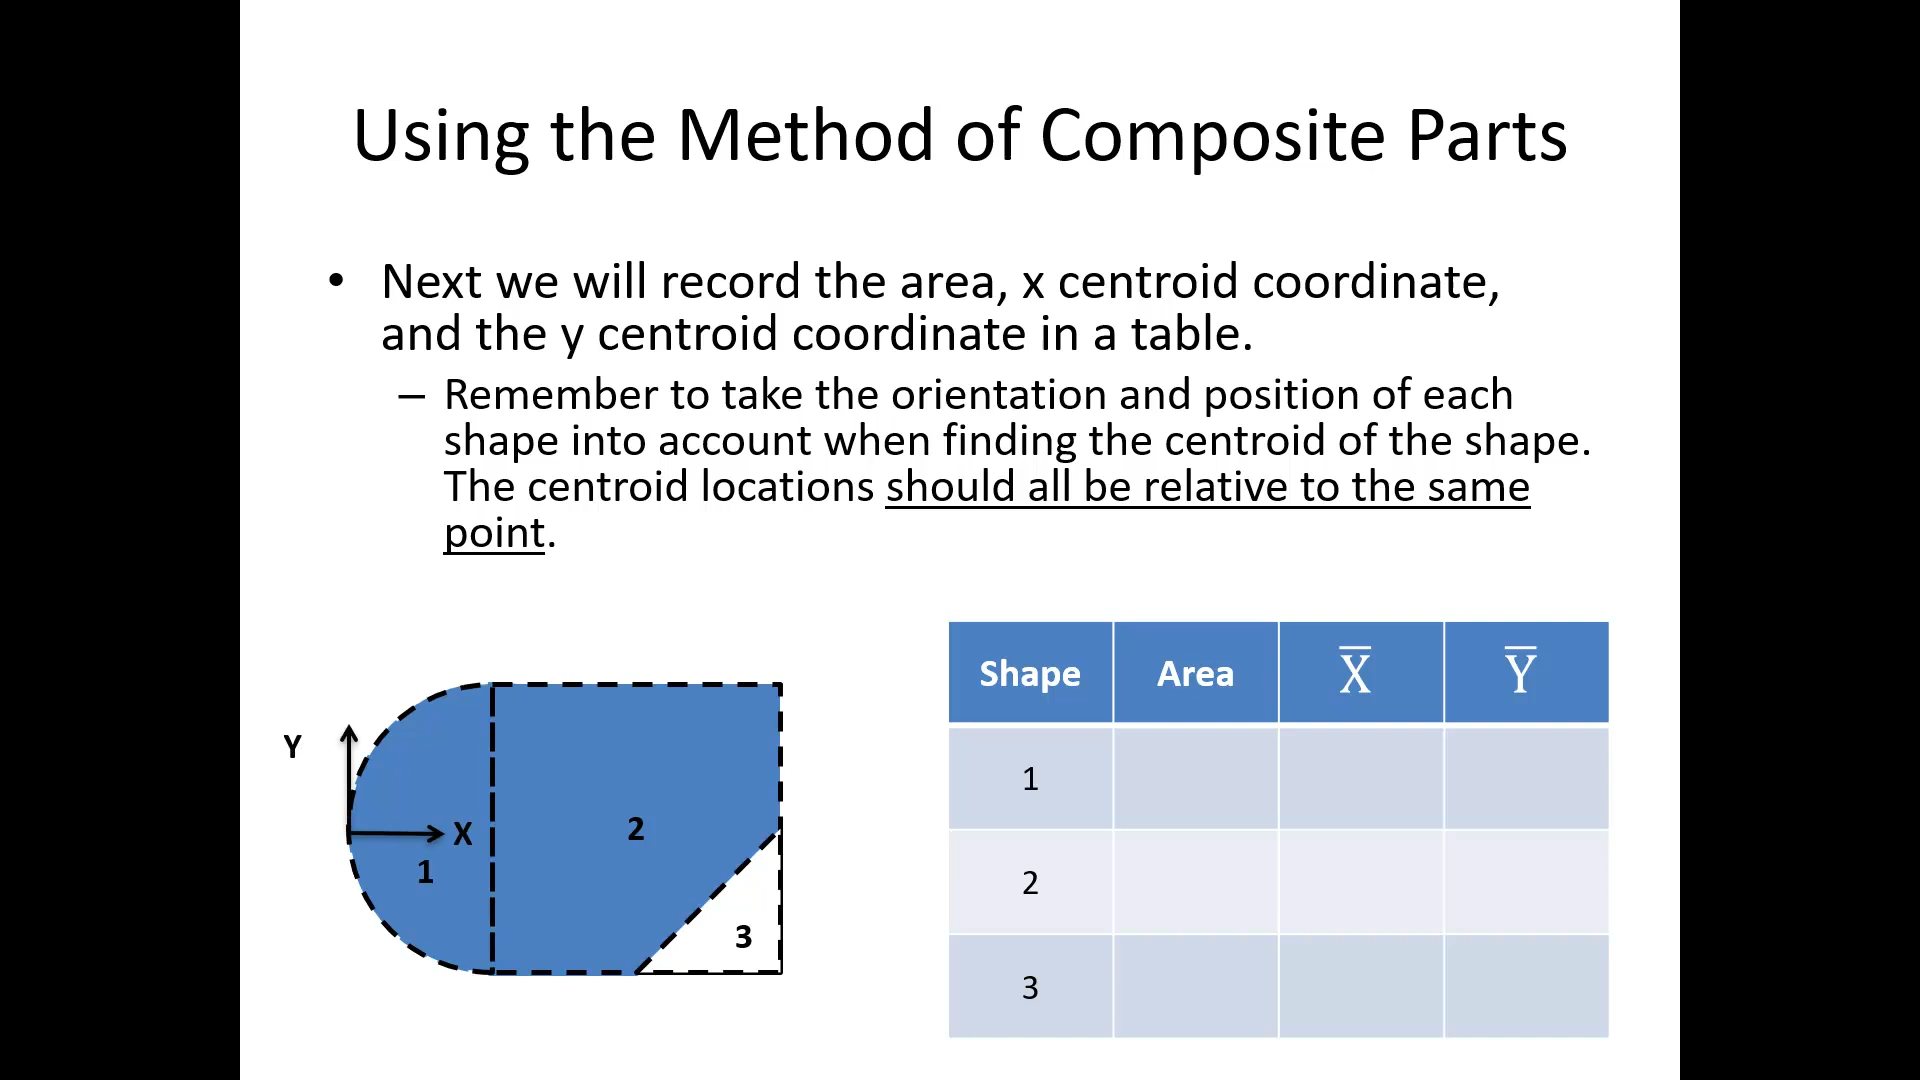 Using the Method of Composite Parts
• Next we will record the area, x centroid coordinate,
and the y centroid coordinate in a table.
– Remember to take the orientation and position of each
shape into account when finding the centroid of the shape.
The centroid locations should all be relative to the same
point.
Y
X
1
2
3
Shape Area X̅ Y̅
1
2
3